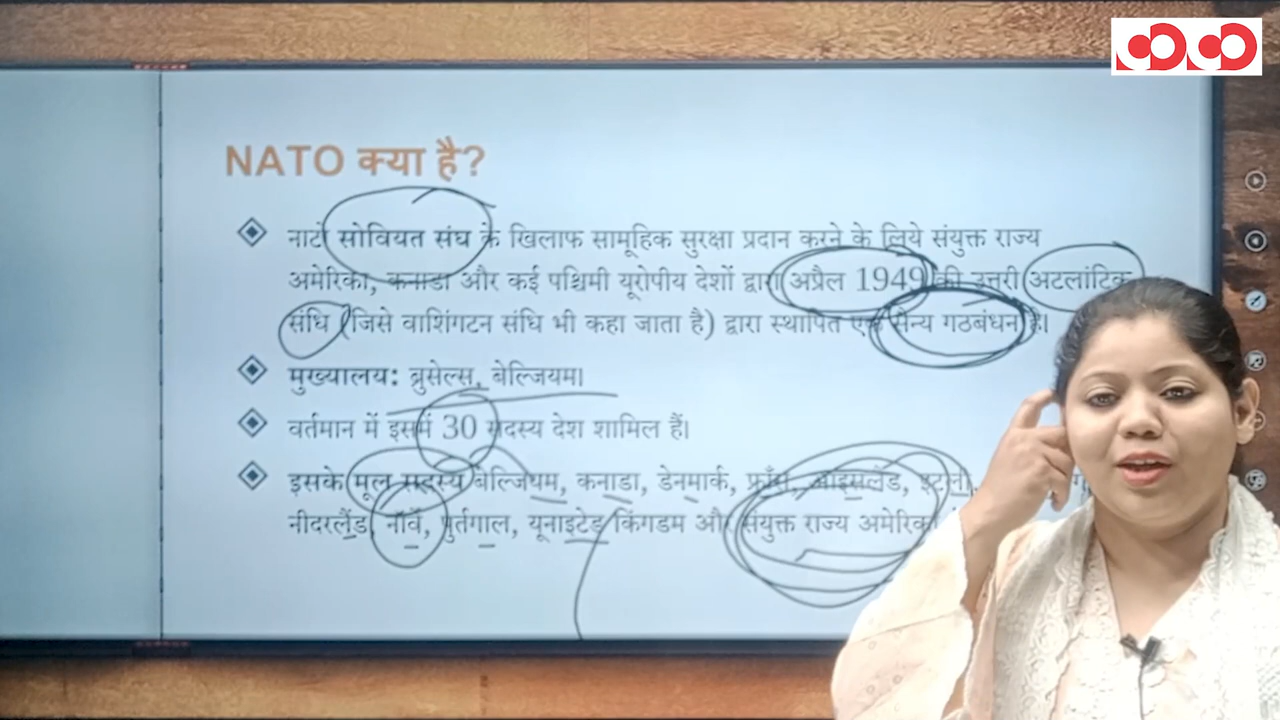 NATO क्या है?
नाटो सोवियत संघ के खिलाफ सामूहिक सुरक्षा प्रदान करने के लिये संयुक्त राज्य
अमेरिका, कनाडा और कई पश्चिमी यूरोपीय देशों द्वारा अप्रैल 1949 की उत्तरी अटलांटिक
संधि (जिसे वाशिंगटन संधि भी कहा जाता है) द्वारा स्थापित एक सैन्य गठबंधन है।
मुख्यालय: ब्रुसेल्स, बेल्जियम।
वर्तमान में इसमें 30 सदस्य देश शामिल हैं।
इसके मूल सदस्य बेल्जियम, कनाडा, डेनमार्क, फ्राँस, आइसलैंड, इटली,
नीदरलैंड नॉर्वे, पुर्तगाल, यूनाइटेड किंगडम और संयुक्त राज्य अमेरिका